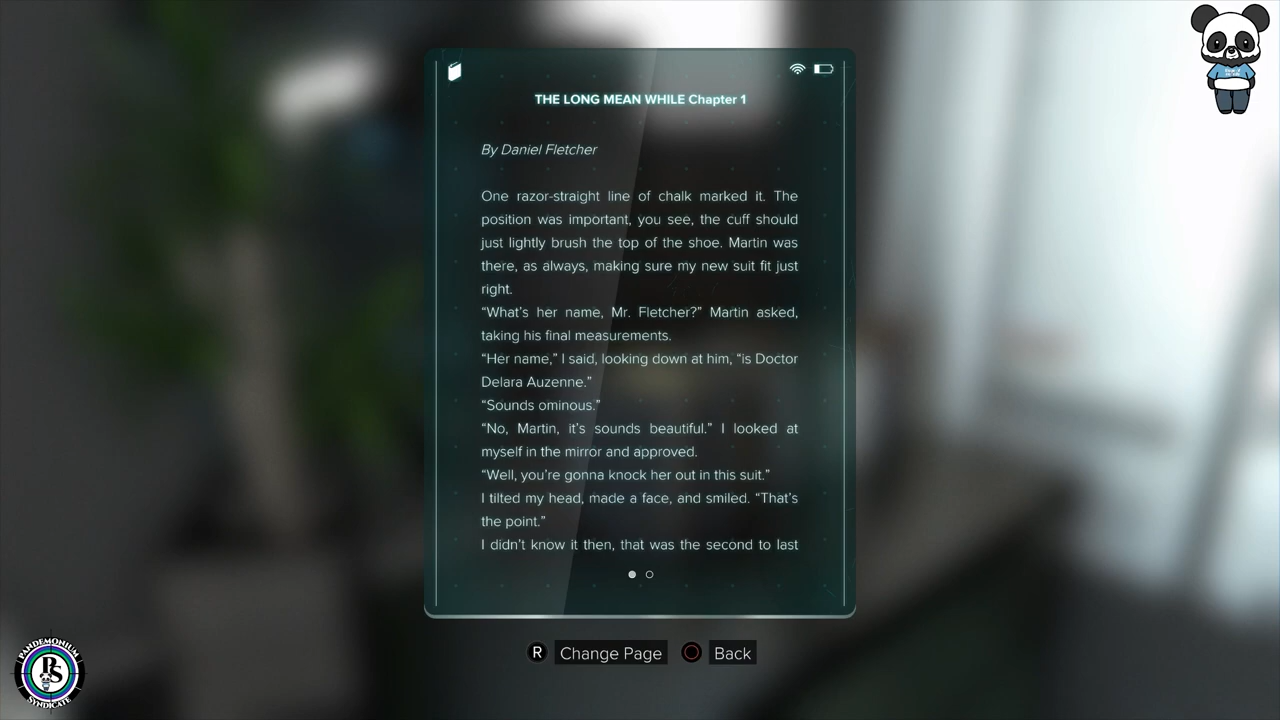 THE LONG MEAN WHILE Chapter 1
By Daniel Fletcher
One razor-straight line of chalk marked it. The
position was important, you see, the cuff should
just lightly brush the top of the shoe. Martin was
there, as always, making sure my new suit fit just
right.
“What’s her name, Mr. Fletcher?” Martin asked,
taking his final measurements.
“Her name,” I said, looking down at him, “is Doctor
Delara Auzenne.”
“Sounds ominous.”
“No, Martin, it’s sounds beautiful.” I looked at
myself in the mirror and approved.
“Well, you’re gonna knock her out in this suit.”
I tilted my head, made a face, and smiled. “That’s
the point.”
I didn’t know it then, that was the second to last
R Change Page Back
PANDEMONIUM
PS
SYNDICATE